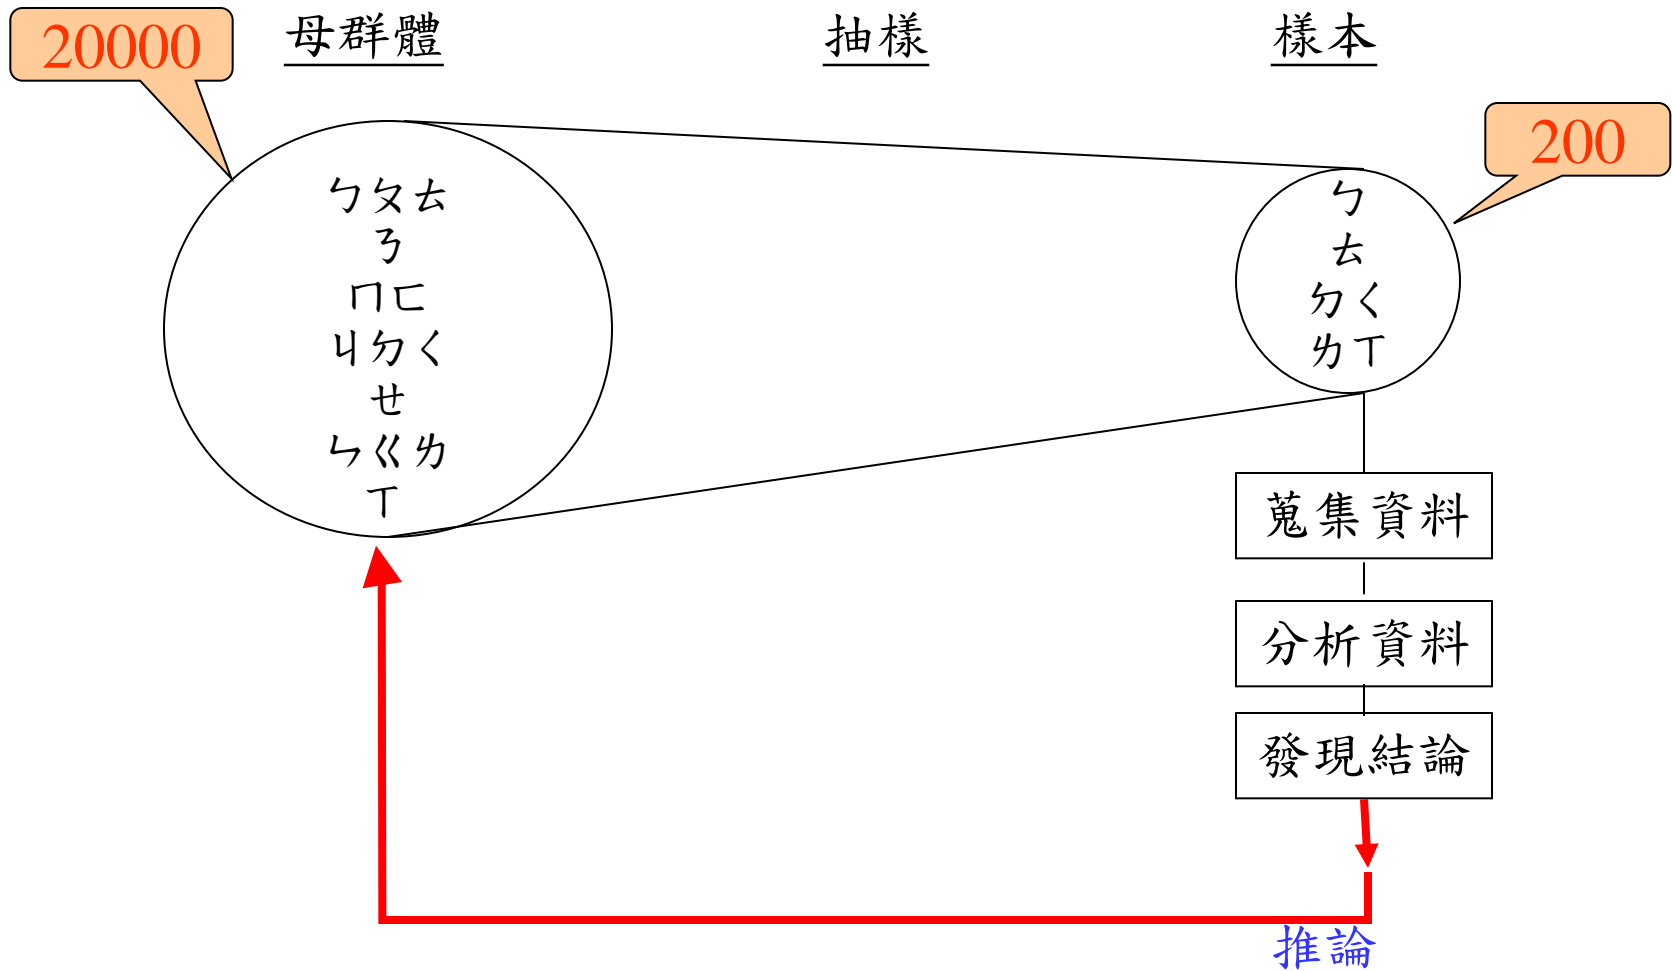 20000
母群體
抽樣
樣本
200
ㄅㄆㄊ
ㄋ
ㄇㄈ
ㄐㄉㄑ
ㄝ
ㄣㄍㄌ
ㄒ
ㄅ
ㄊ
ㄉㄑ
ㄌㄒ
蒐集資料
分析資料
發現結論
推論